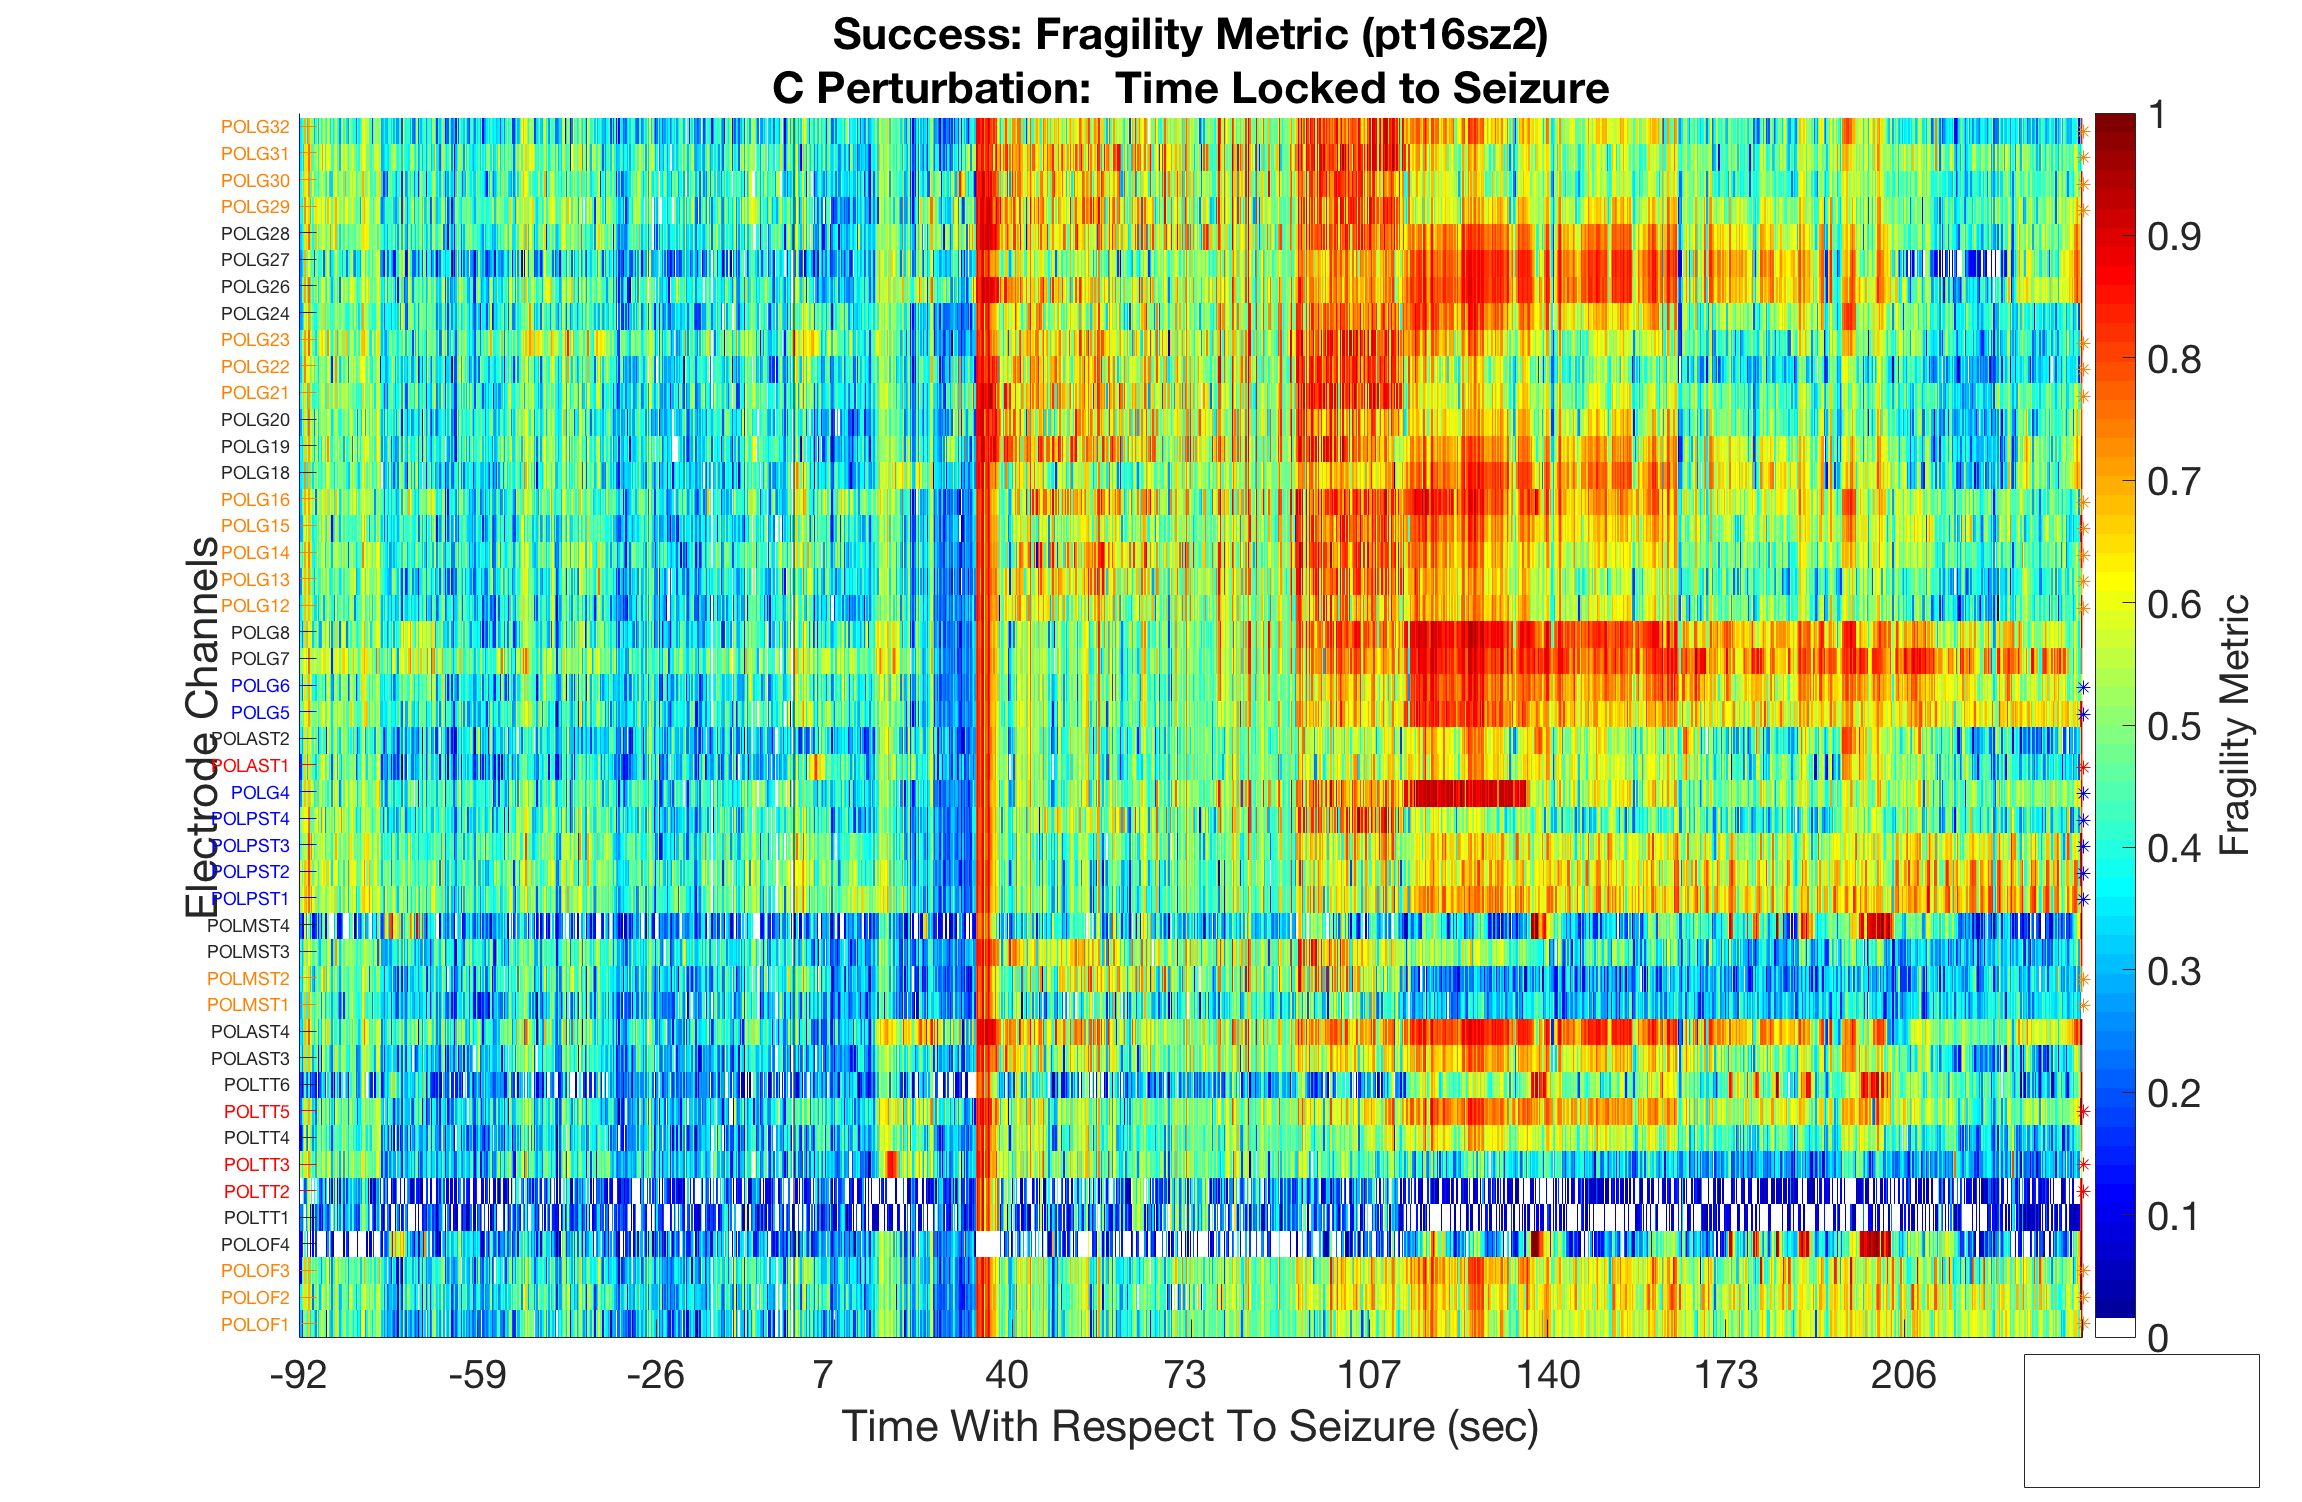 Success: Fragility Metric (pt16sz2)
C Perturbation:  Time Locked to Seizure
Electrode Channels
POLG32
POLG31
POLG30
POLG29
POLG28
POLG27
POLG26
POLG24
POLG23
POLG22
POLG21
POLG20
POLG19
POLG18
POLG16
POLG15
POLG14
POLG13
POLG12
POLG8
POLG7
POLG6
POLG5
POLAST2
POLAST1
POLG4
POLPST4
POLPST3
POLPST2
POLPST1
POLMST4
POLMST3
POLMST2
POLMST1
POLAST4
POLAST3
POLTT6
POLTT5
POLTT4
POLTT3
POLTT2
POLTT1
POLOF4
POLOF3
POLOF2
POLOF1
-92 -59 -26 7 40 73 107 140 173 206
Time With Respect To Seizure (sec)
1
0.9
0.8
0.7
0.6
0.5
0.4
0.3
0.2
0.1
0
Fragility Metric